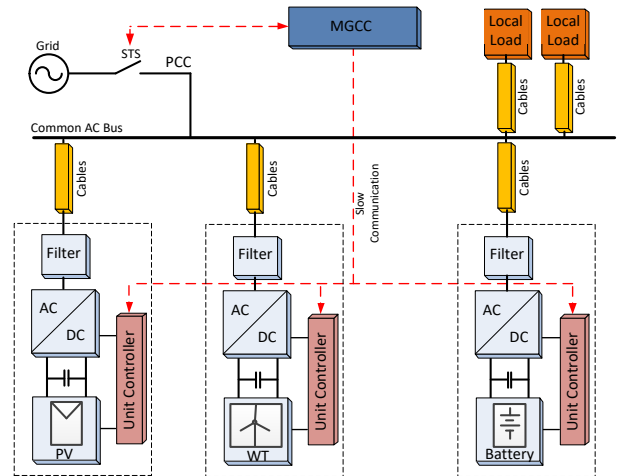 Grid
STS
PCC
MGCC
Local
Load
Local
Load
Cables
Cables
Common AC Bus
Cables
Cables
Cables
Slow
Communication
Filter
AC
DC
Unit Controller
PV
Filter
AC
DC
Unit Controller
WT
Filter
AC
DC
Unit Controller
Battery